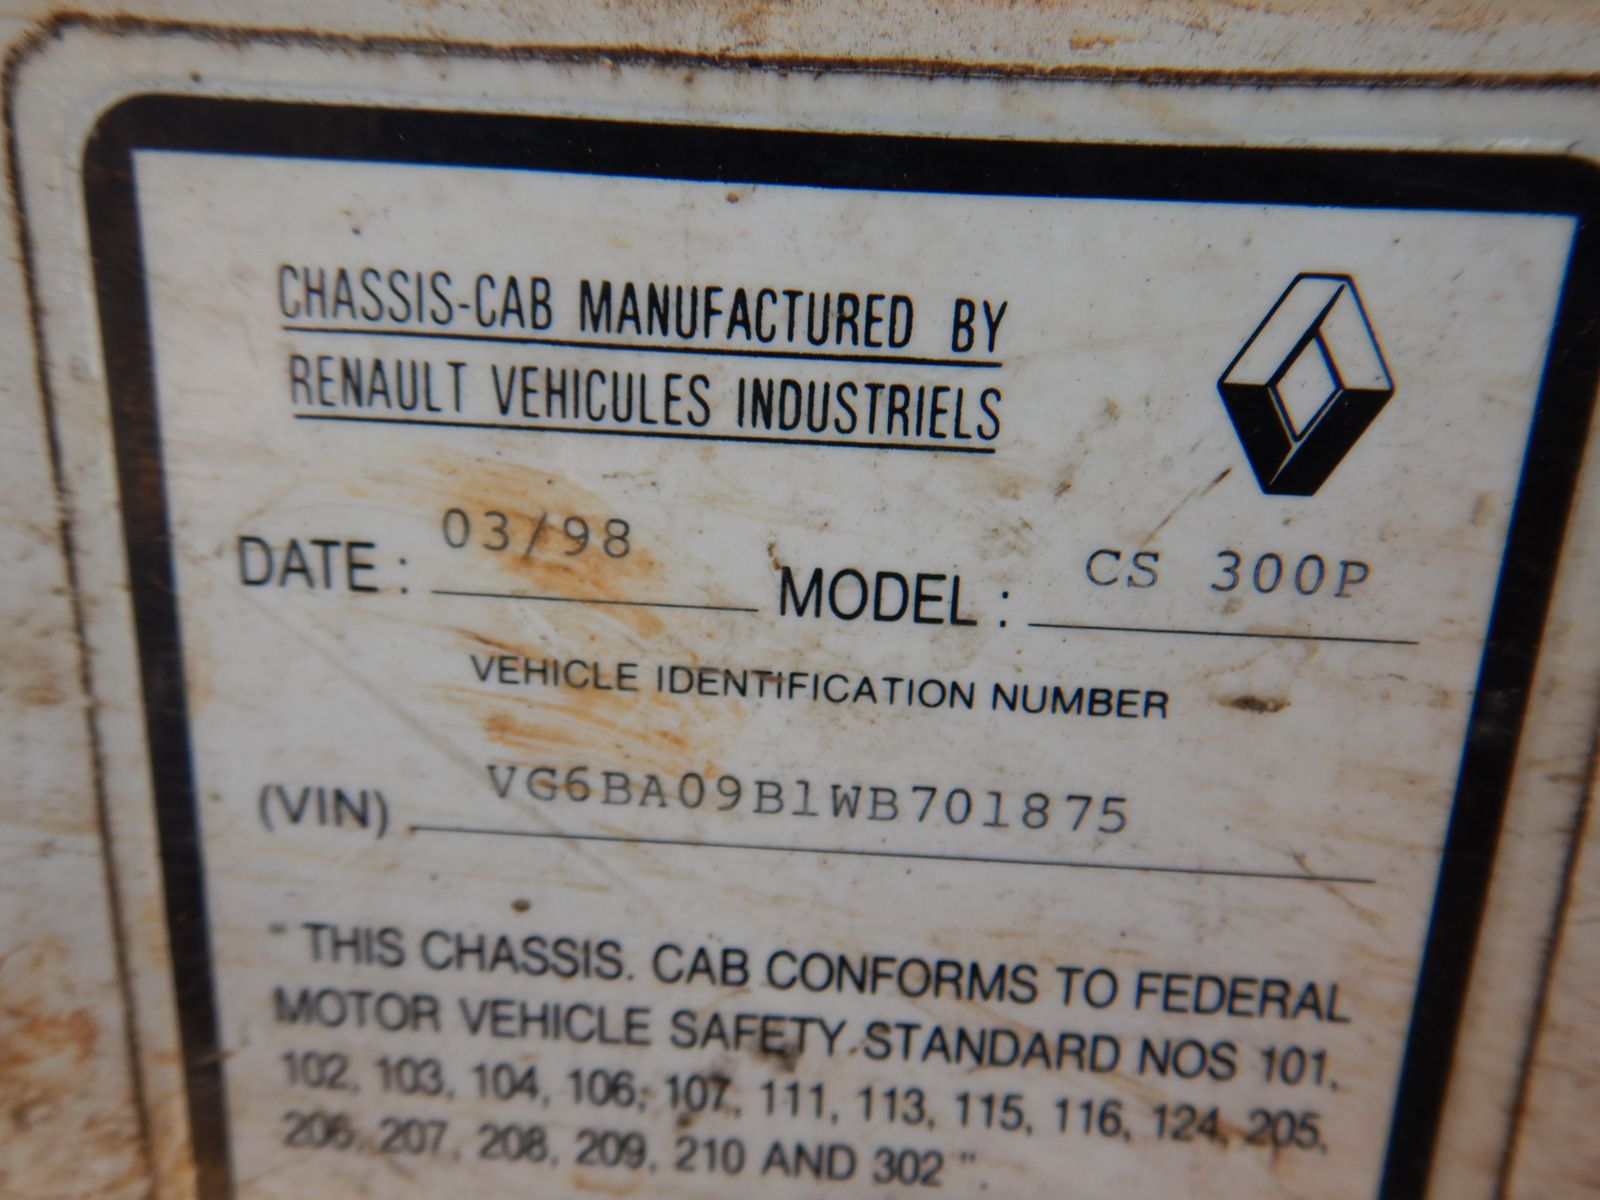 CHASSIS-CAB MANUFACTURED BY
RENAULT VEHICULES INDUSTRIELS
DATE : 03/98 MODEL : CS 300P
VEHICLE IDENTIFICATION NUMBER
(VIN) VG6BA09B1WB701875
" THIS CHASSIS. CAB CONFORMS TO FEDERAL
MOTOR VEHICLE SAFETY STANDARD NOS 101,
102, 103, 104, 106, 107, 111, 113, 115, 116, 124, 205,
206, 207, 208, 209, 210 AND 302 ".